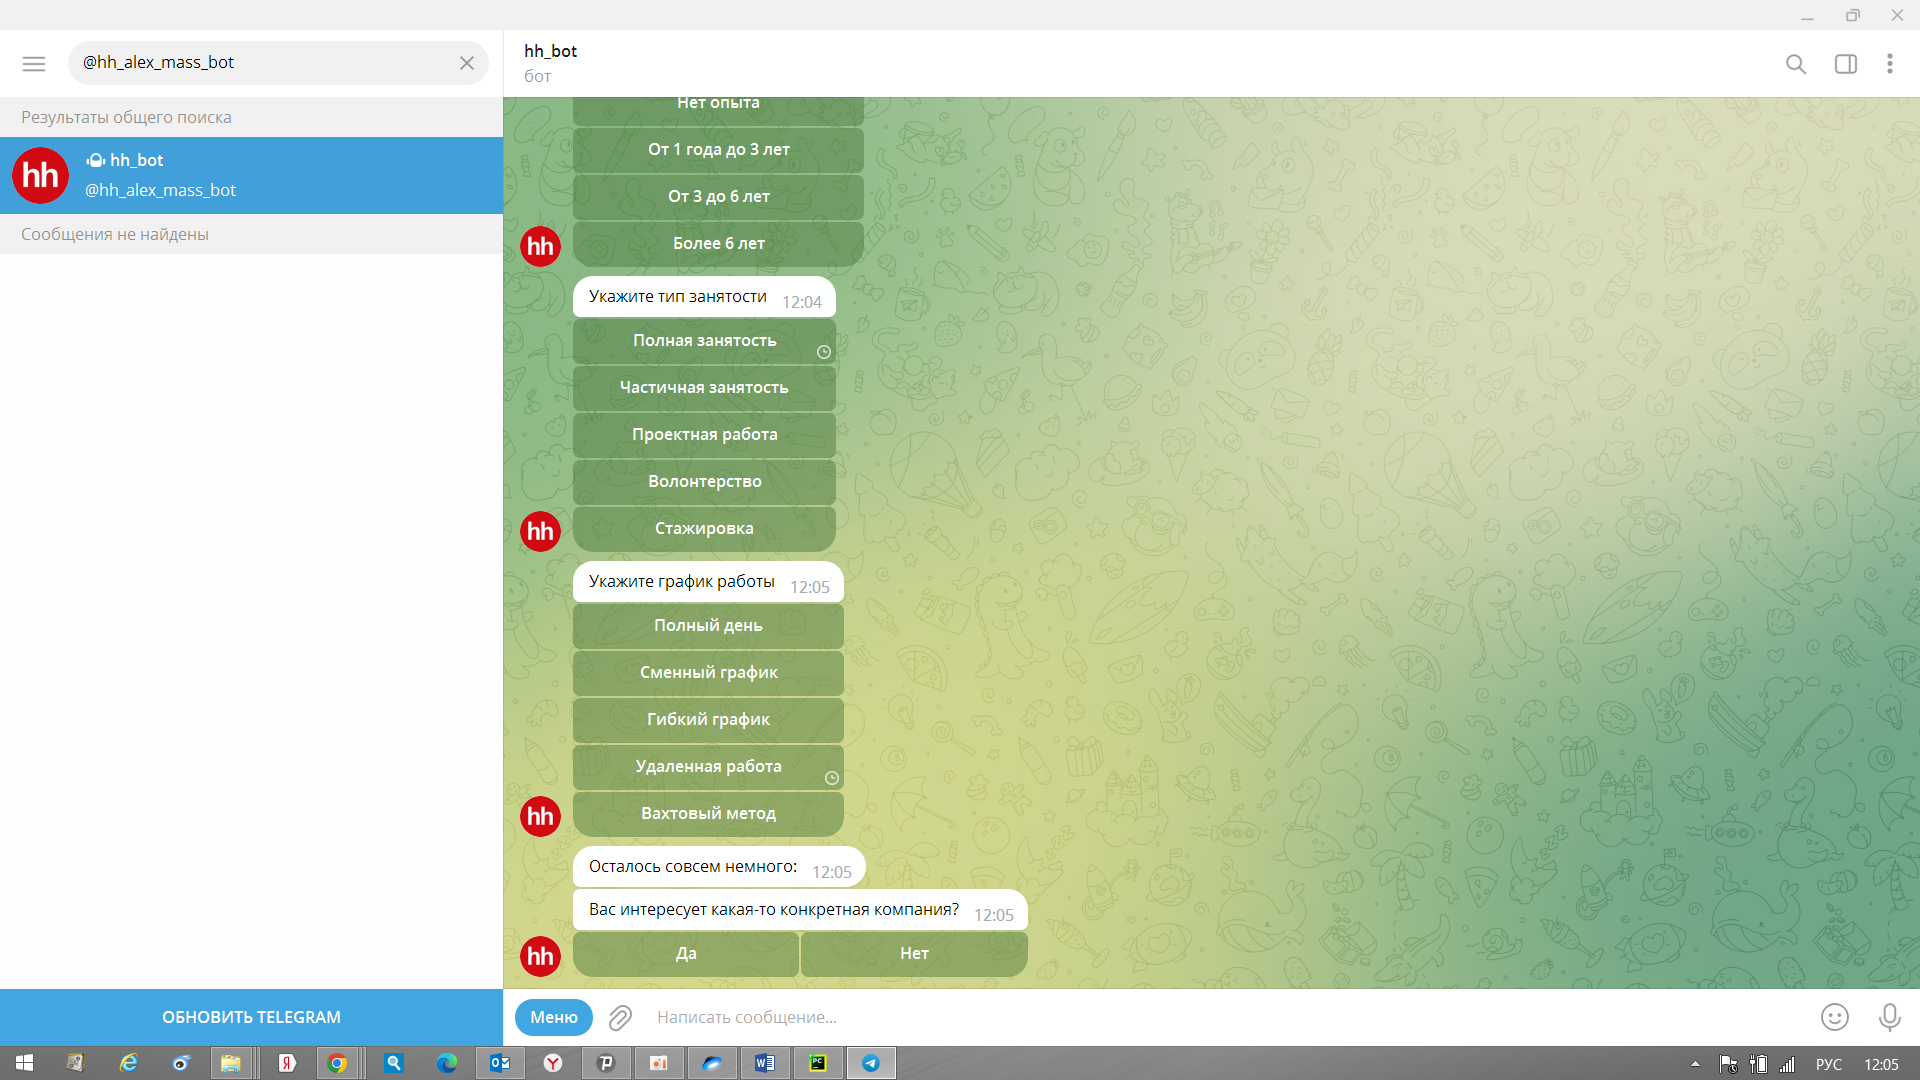 @hh_alex_mass_bot
Результаты общего поиска
hh
hh_bot
@hh_alex_mass_bot
Сообщения не найдены
ОБНОВИТЬ TELEGRAM
hh_bot
бот
Нет опыта
От 1 года до 3 лет
От 3 до 6 лет
Более 6 лет
hh
Укажите тип занятости 12:04
Полная занятость
Частичная занятость
Проектная работа
Волонтерство
Стажировка
hh
Укажите график работы 12:05
Полный день
Сменный график
Гибкий график
Удаленная работа
Вахтовый метод
hh
Осталось совсем немного: 12:05
Вас интересует какая-то конкретная компания? 12:05
Да Нет
hh
Меню Написать сообщение...
РУС 12:05